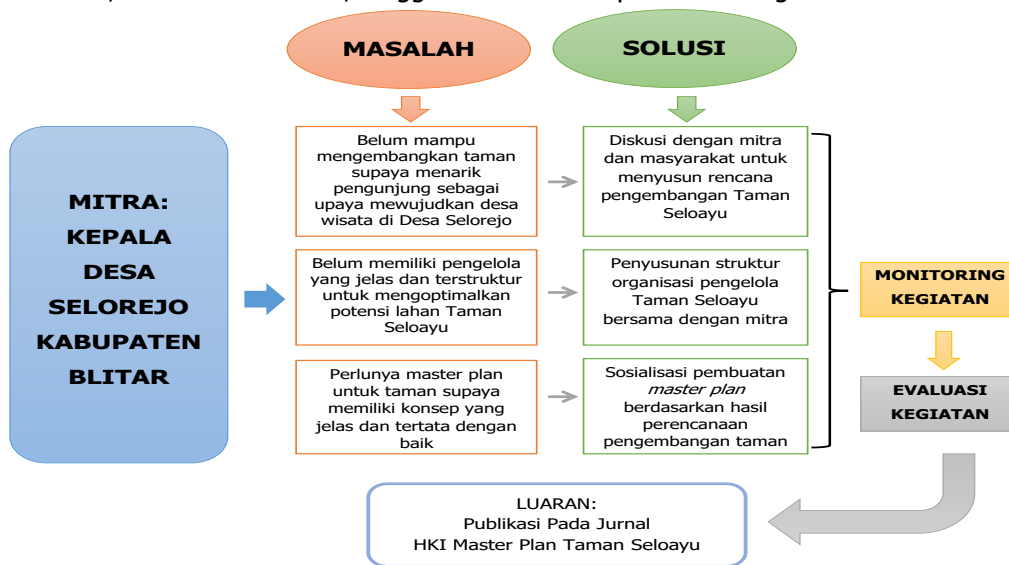 MASALAH
SOLUSI
MITRA:
KEPALA
DESA
SELOREJO
KABUPATEN
BLITAR
Belum mampu
mengembangkan taman
supaya menarik
pengunjung sebagai
upaya mewujudkan desa
wisata di Desa Selorejo
Diskusi dengan mitra
dan masyarakat untuk
menyusun rencana
pengembangan Taman
Seloayu
Belum memiliki pengelola
yang jelas dan terstruktur
untuk mengoptimalkan
potensi lahan Taman
Seloayu
Penyusunan struktur
organisasi pengelola
Taman Seloayu
bersama dengan mitra
Perlunya master plan
untuk taman supaya
memiliki konsep yang
jelas dan tertata dengan
baik
Sosialisasi pembuatan
master plan
berdasarkan hasil
perencanaan
pengembangan taman
MONITORING
KEGIATAN
EVALUASI
KEGIATAN
LUARAN:
Publikasi Pada Jurnal
HKI Master Plan Taman Seloayu